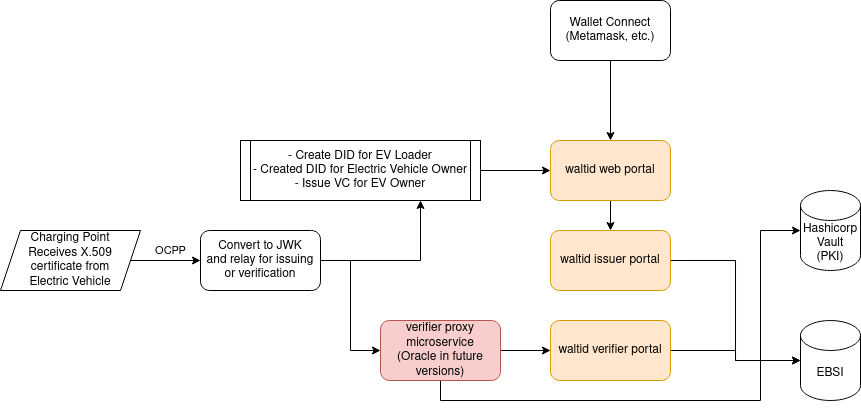 Wallet Connect
(Metamask, etc.)
- Create DID for EV Loader
- Created DID for Electric Vehicle Owner
- Issue VC for EV Owner
waltid web portal
Charging Point
Receives X.509
certificate from
Electric Vehicle
OCPP
Convert to JWK
and relay for issuing
or verification
waltid issuer portal
Hashicorp
Vault
(PKI)
verifier proxy
microservice
(Oracle in future
versions)
waltid verifier portal
EBSI